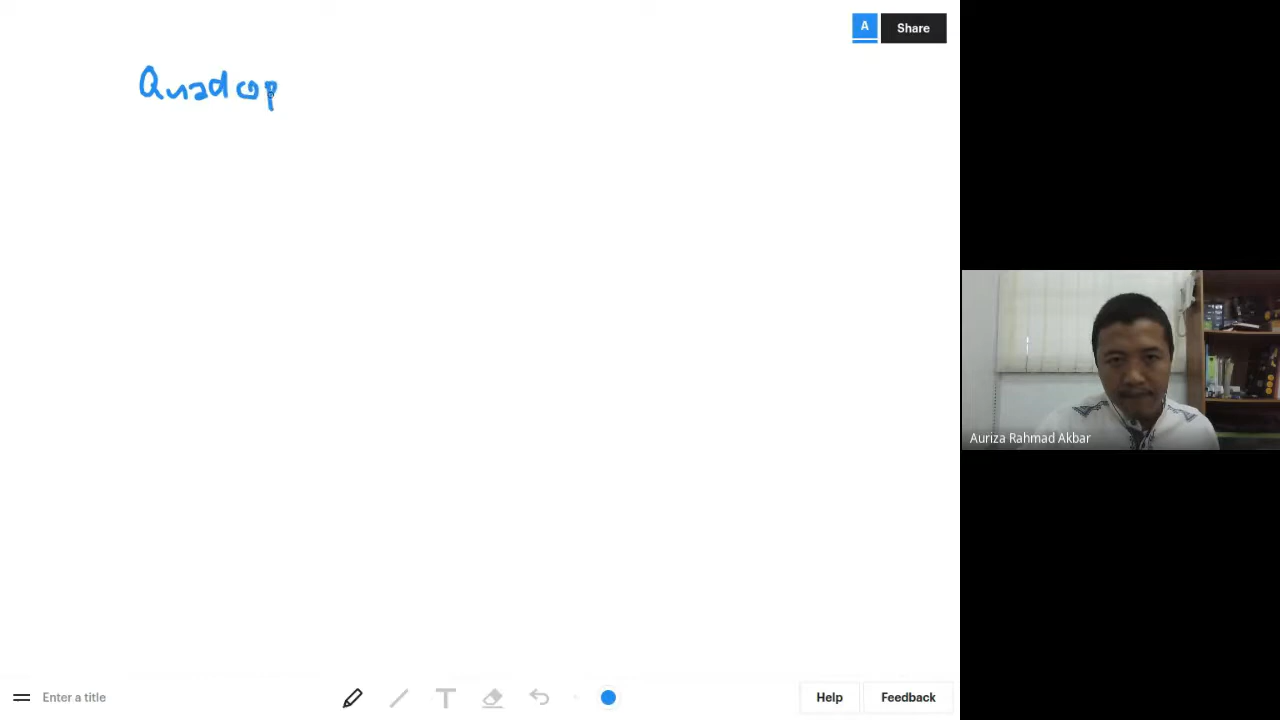 A
Share
Quadcop
Auriza Rahmad Akbar
Enter a title
T
Help
Feedback